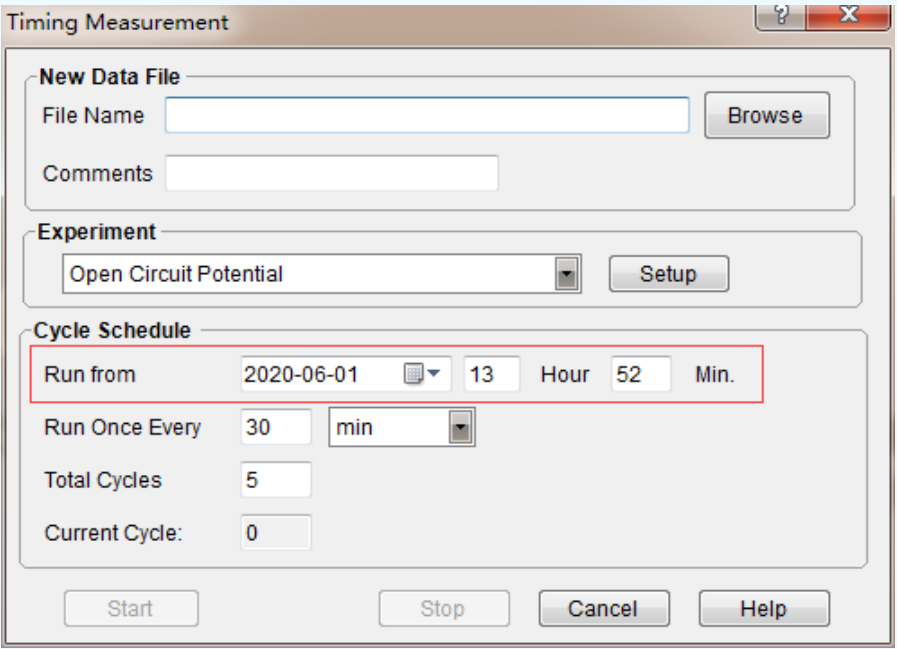 Timing Measurement
New Data File
File Name Browse
Comments
Experiment
Open Circuit Potential Setup
Cycle Schedule
Run from 2020-06-01 13 Hour 52 Min.
Run Once Every 30 min
Total Cycles 5
Current Cycle: 0
Start Stop Cancel Help